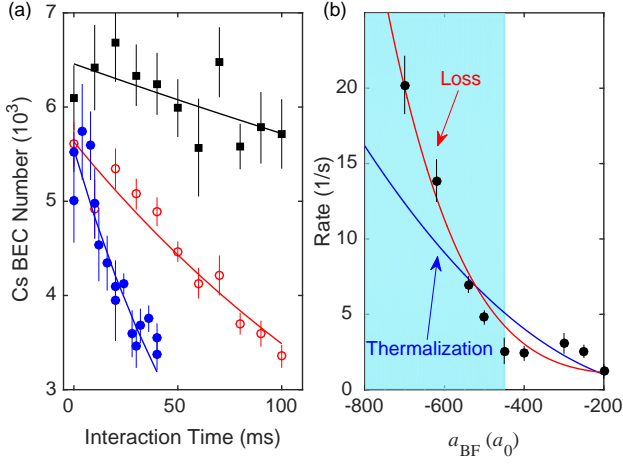 (a)
Cs BEC Number (10³)
7
6
5
4
3
0
50
100
Interaction Time (ms)
(b)
Rate (1/s)
20
15
10
5
0
Loss
Thermalization
-800
-600
-400
-200
a_BF (a_0)